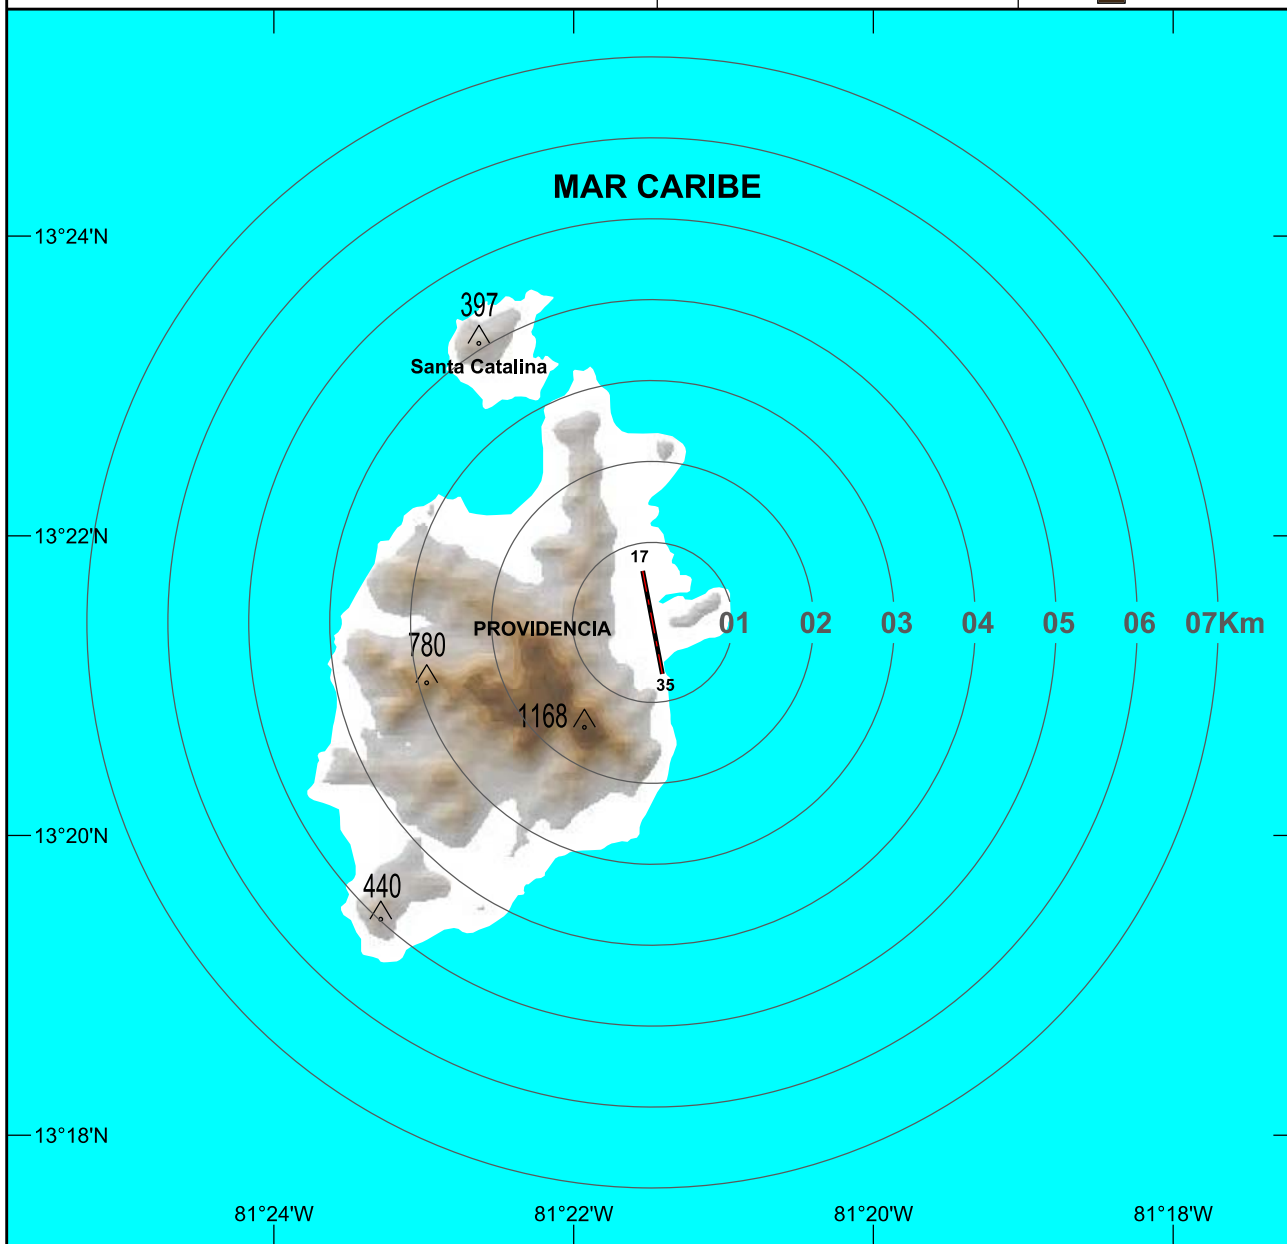 MAR CARIBE
13°24'N
397
Santa Catalina
13°22'N
17
PROVIDENCIA
01 02 03 04 05 06 07Km
780
35
1168
13°20'N
440
13°18'N
81°24'W 81°22'W 81°20'W 81°18'W